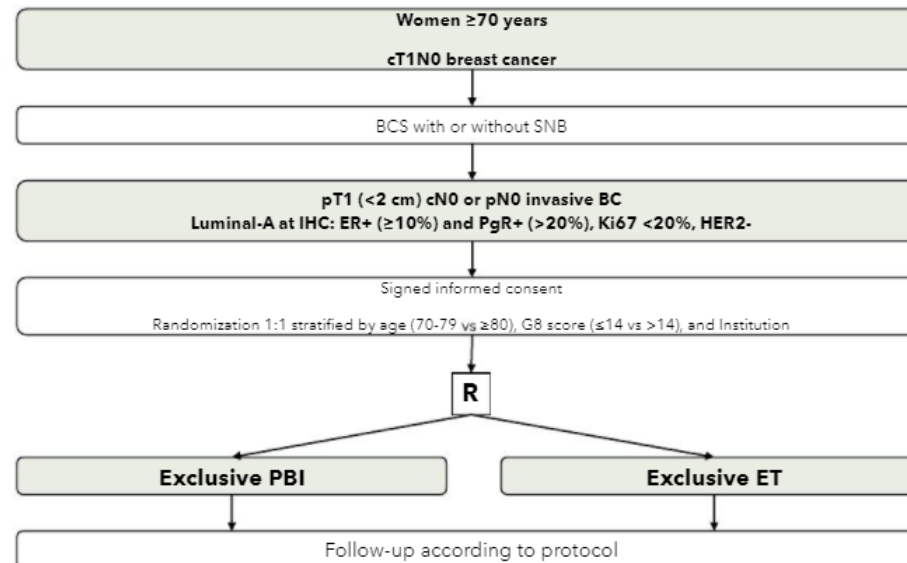 Women ≥70 years
cT1N0 breast cancer
BCS with or without SNB
pT1 (<2 cm) cN0 or pN0 invasive BC
Luminal-A at IHC: ER+ (≥10%) and PgR+ (>20%), Ki67 <20%, HER2-
Signed informed consent
Randomization 1:1 stratified by age (70-79 vs ≥80), G8 score (≤14 vs >14), and Institution
R
Exclusive PBI
Exclusive ET
Follow-up according to protocol